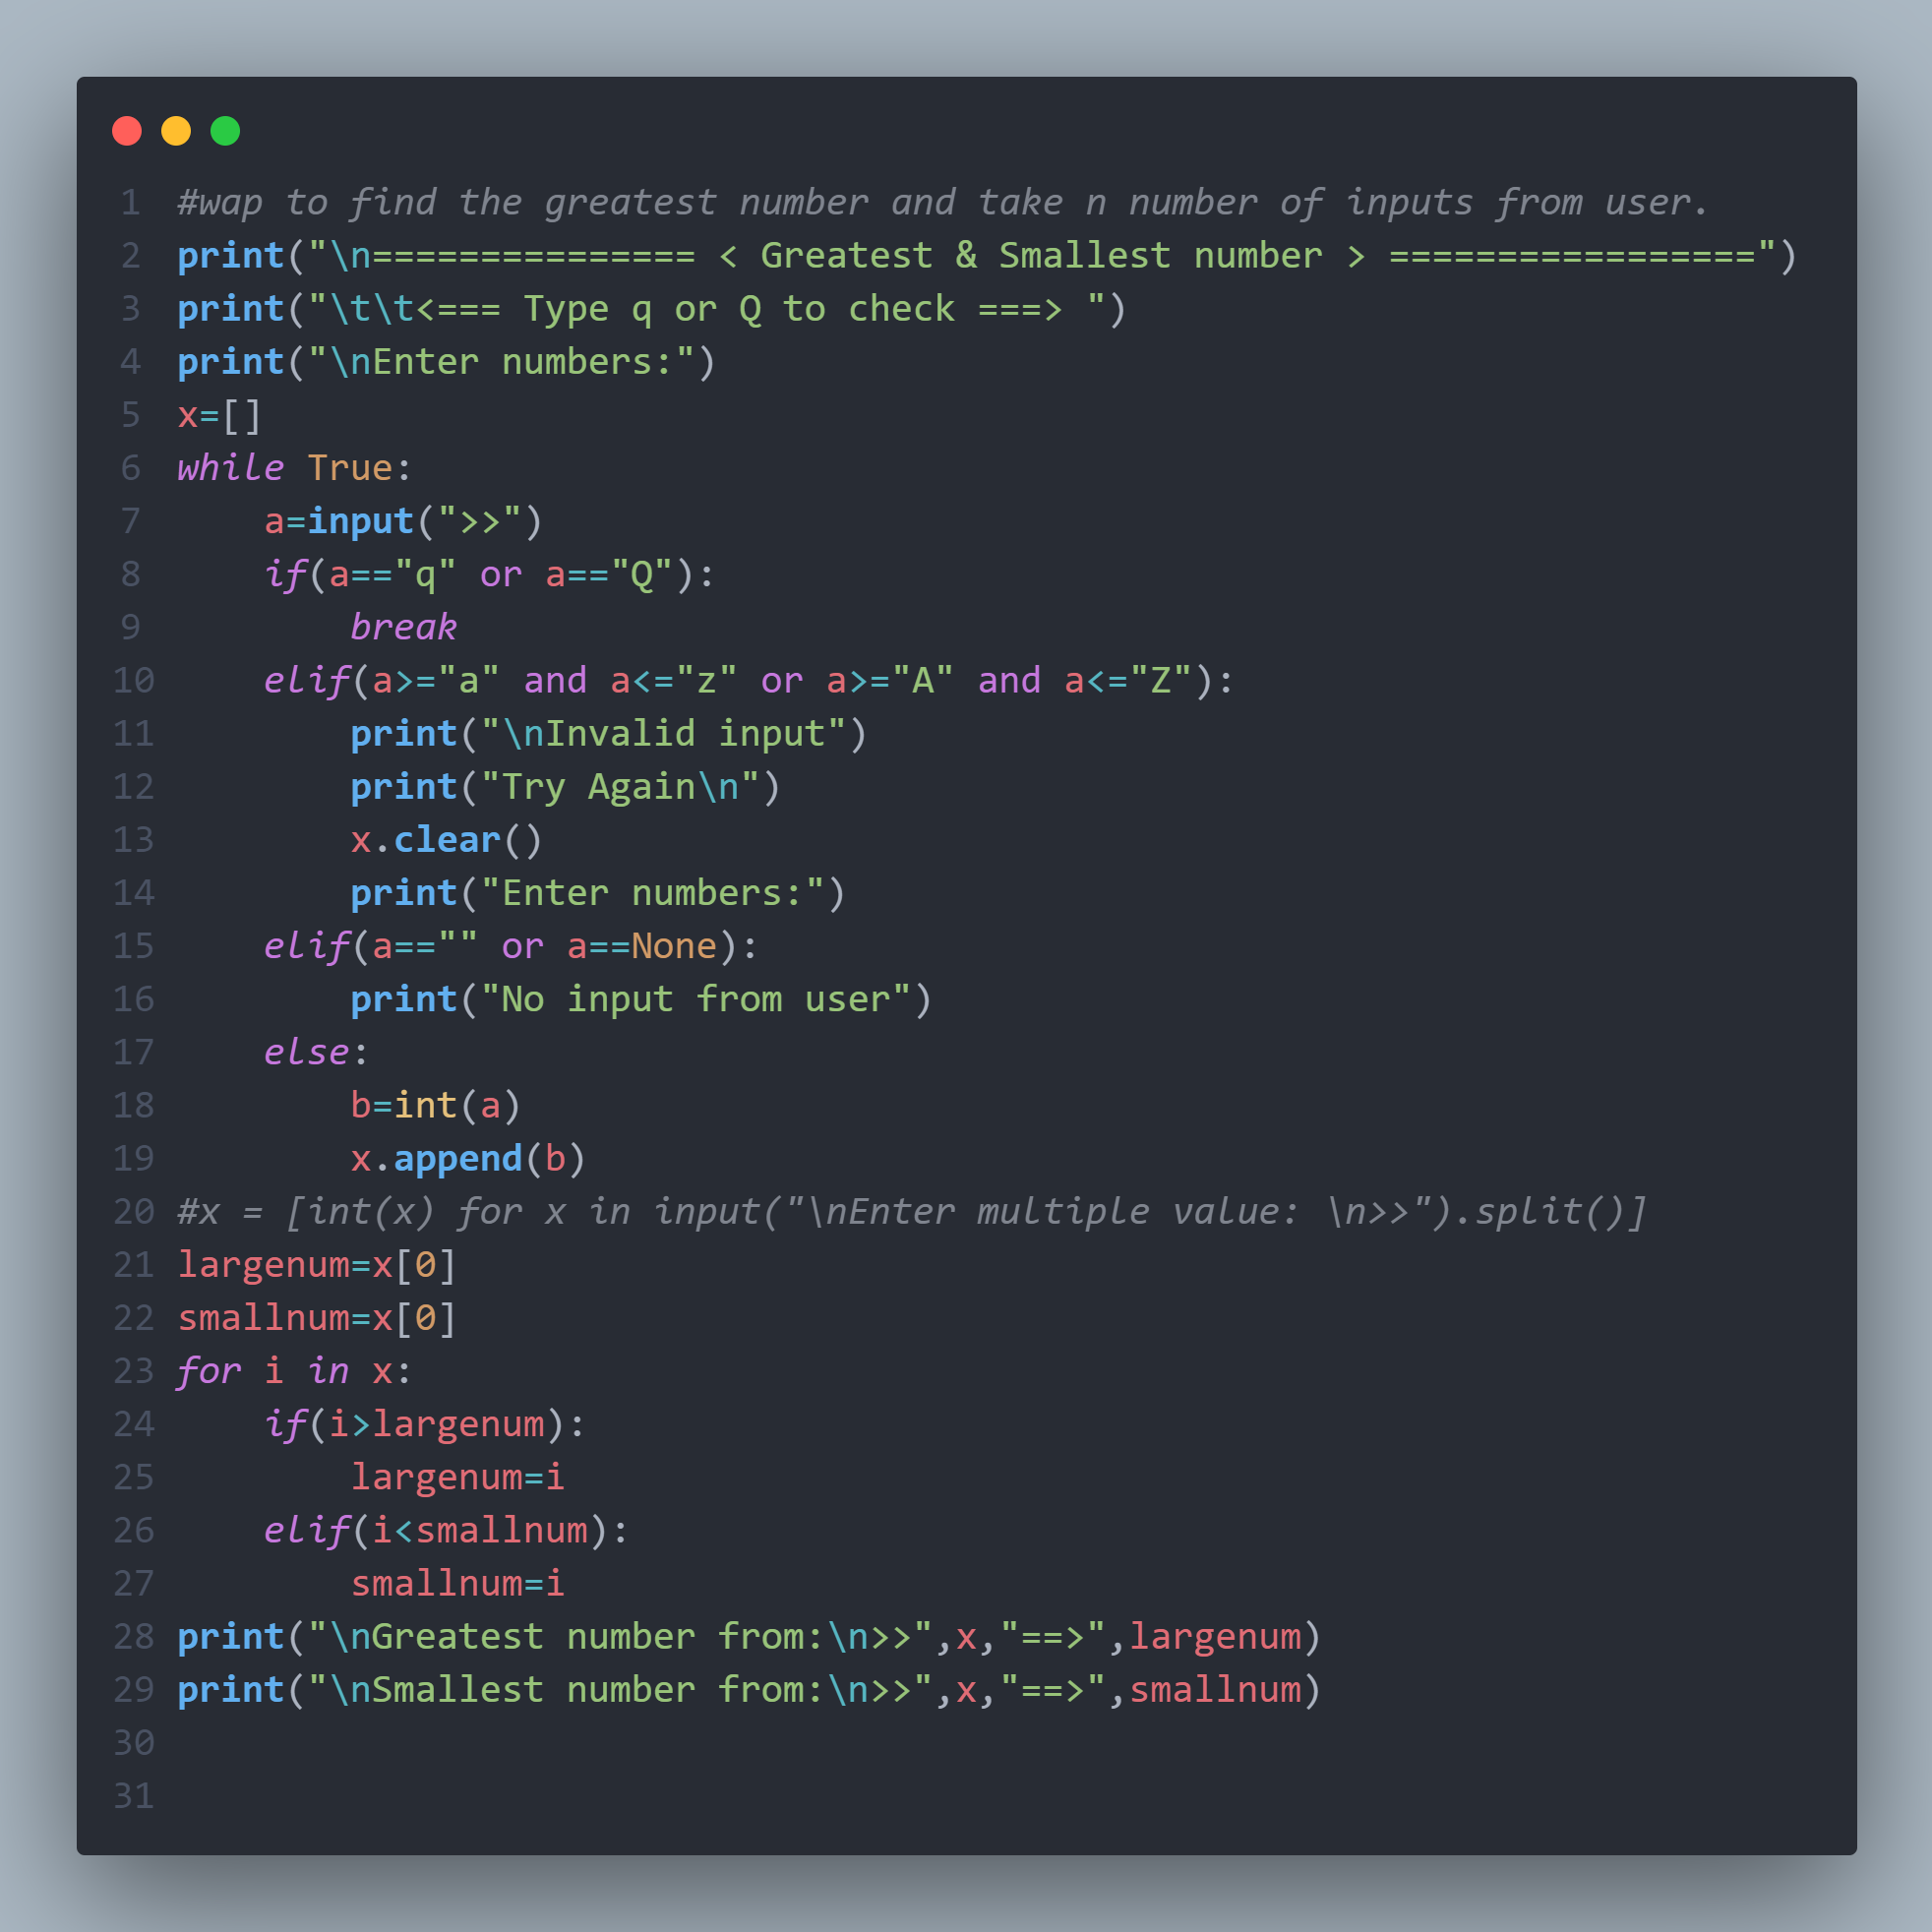 1 #wap to find the greatest number and take n number of inputs from user.
2 print("\n=============== < Greatest & Smallest number > =================")
3 print("\t\t<=== Type q or Q to check ===> ")
4 print("\nEnter numbers:")
5 x=[]
6 while True:
7     a=input(">>")
8     if(a=="q" or a=="Q"):
9         break
10     elif(a>="a" and a<="z" or a>="A" and a<="Z"):
11         print("\nInvalid input")
12         print("Try Again\n")
13         x.clear()
14         print("Enter numbers:")
15     elif(a=="" or a==None):
16         print("No input from user")
17     else:
18         b=int(a)
19         x.append(b)
20 #x = [int(x) for x in input("\nEnter multiple value: \n>>").split()]
21 largenum=x[0]
22 smallnum=x[0]
23 for i in x:
24     if(i>largenum):
25         largenum=i
26     elif(i<smallnum):
27         smallnum=i
28 print("\nGreatest number from:\n>>",x,"==>",largenum)
29 print("\nSmallest number from:\n>>",x,"==>",smallnum)
30
31